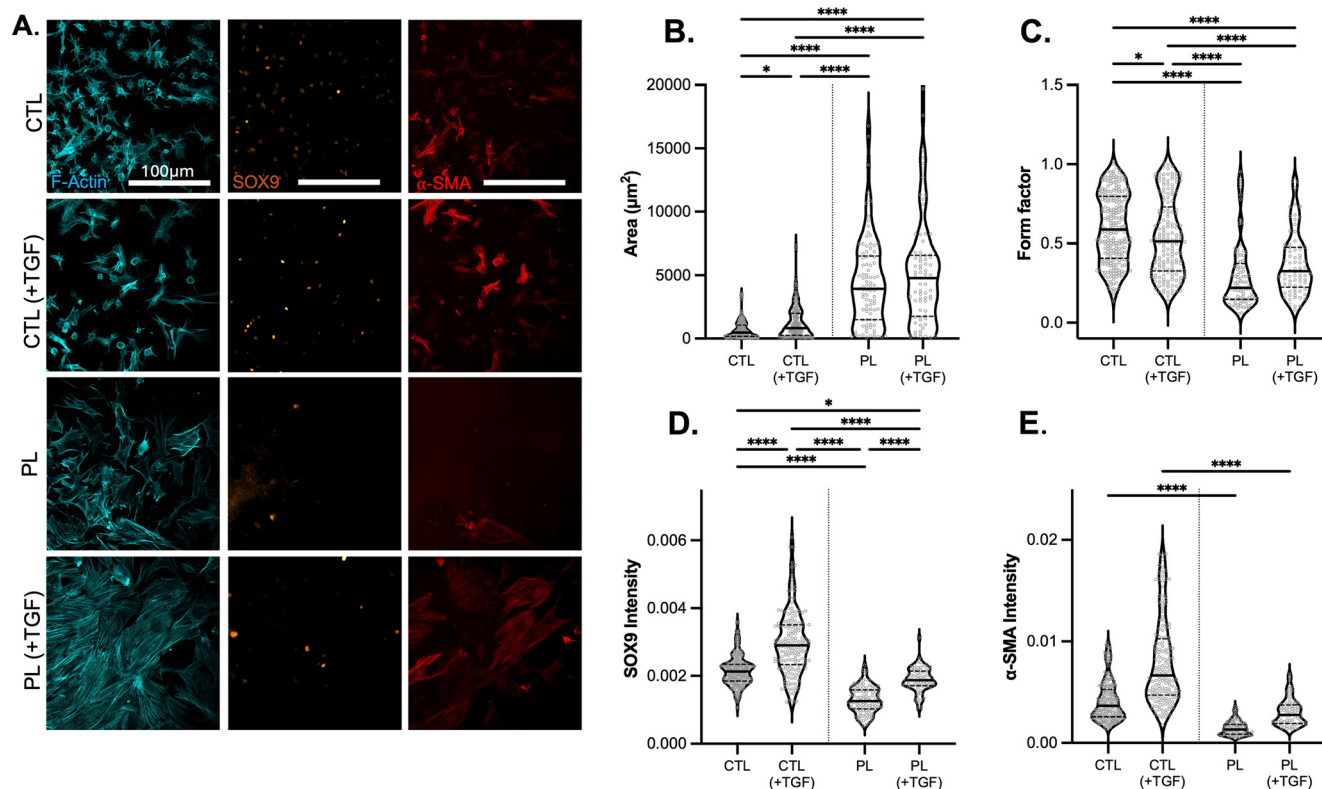 A.
CTL
100µm
F-Actin
SOX9
α-SMA
CTL (+TGF)
PL
PL (+TGF)
B.
****
****
****
*
****
Area (µm²)
20000
15000
10000
5000
0
CTL
CTL
(+TGF)
PL
PL
(+TGF)
C.
****
****
*
****
****
Form factor
1.5
1.0
0.5
0.0
CTL
CTL
(+TGF)
PL
PL
(+TGF)
D.
*
****
****
****
****
****
SOX9 Intensity
0.006
0.004
0.002
0.000
CTL
CTL
(+TGF)
PL
PL
(+TGF)
E.
****
****
α-SMA Intensity
0.02
0.01
0.00
CTL
CTL
(+TGF)
PL
PL
(+TGF)